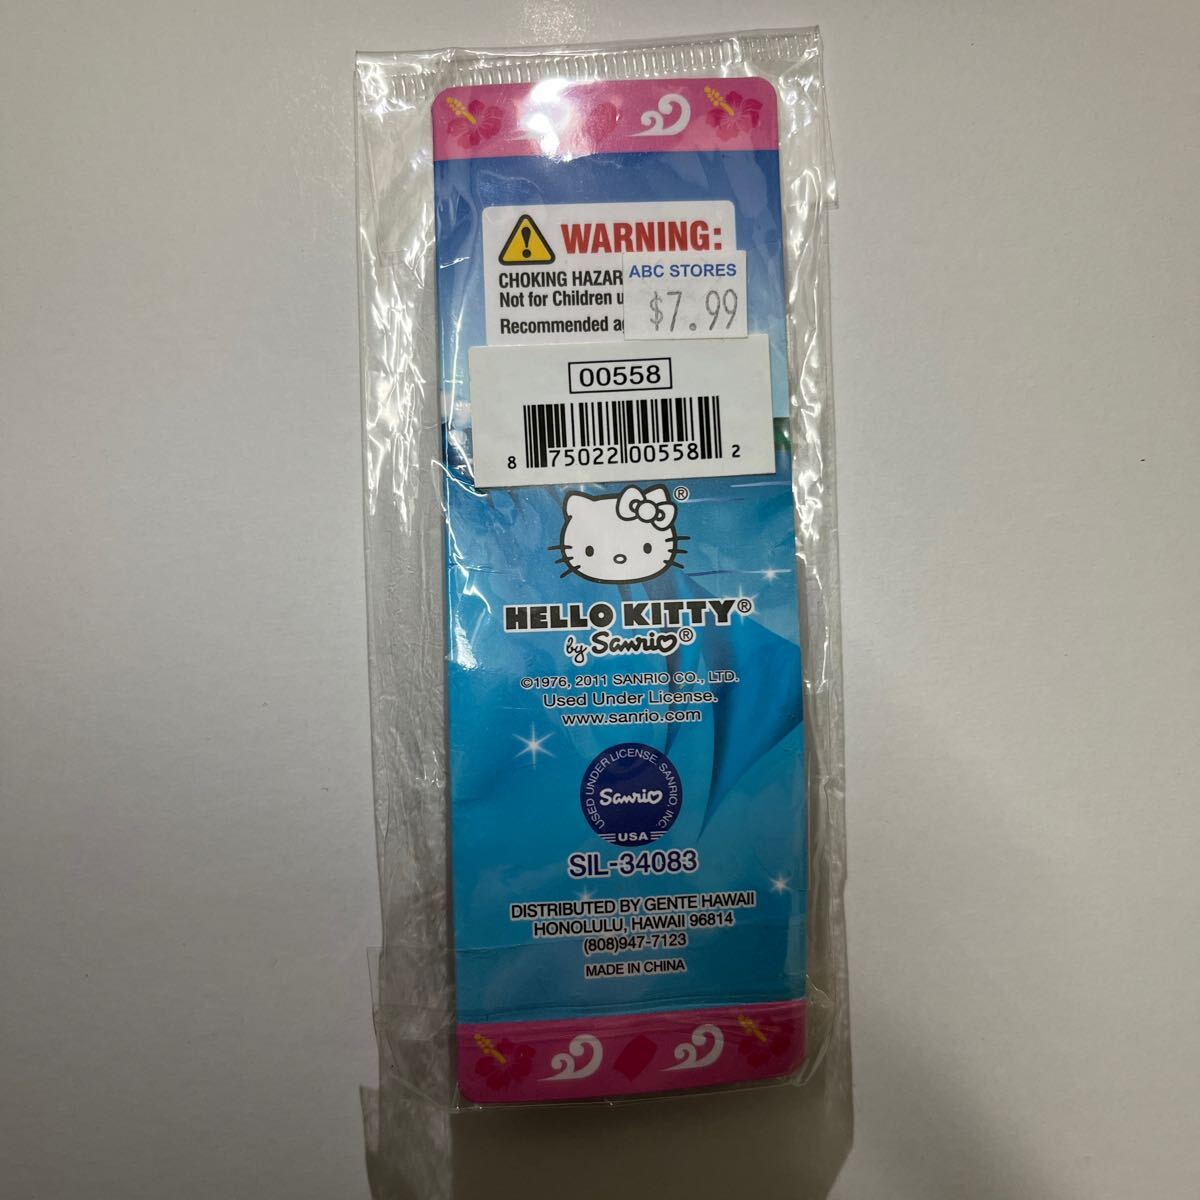 WARNING:
CHOKING HAZAR
Not for Children u
Recommended a
ABC STORES
$7.99
00558
8 75022 00558 2
®
HELLO KITTY®
by Sanrio®
©1976, 2011 SANRIO CO., LTD.
Used Under License.
www.sanrio.com
USED UNDER LICENSE. SANRIO, INC.
Sanrio
USA
SIL-34083
DISTRIBUTED BY GENTE HAWAII
HONOLULU, HAWAII 96814
(808)947-7123
MADE IN CHINA